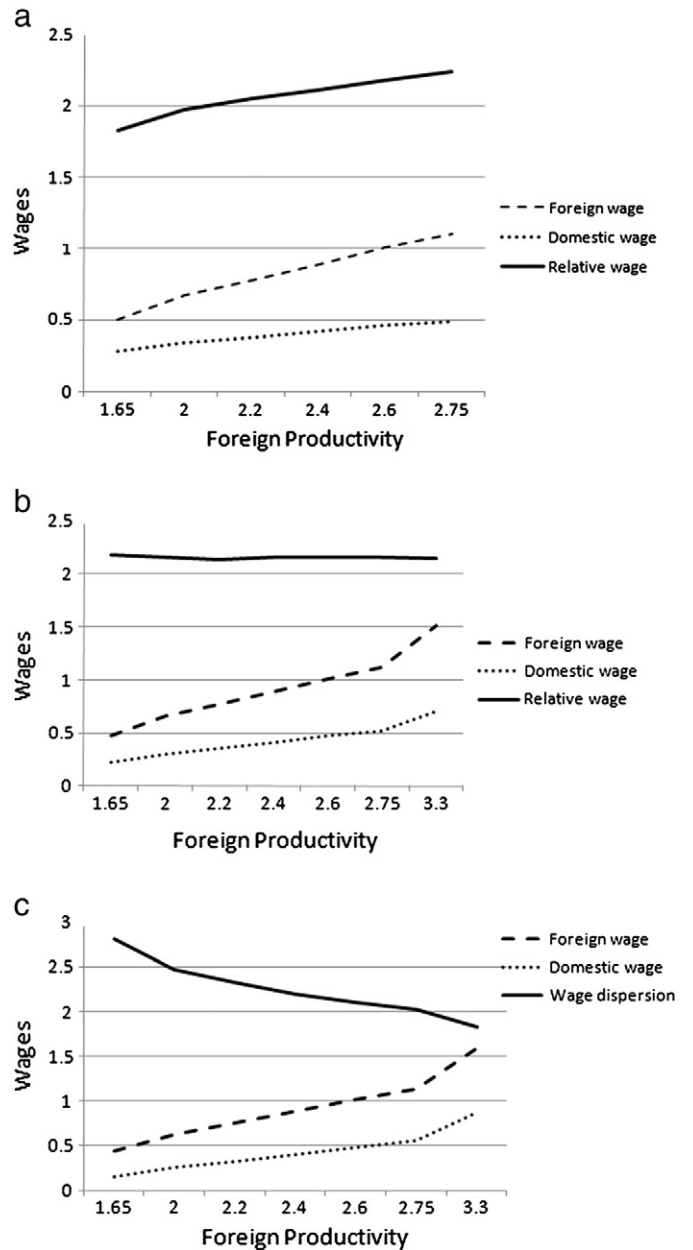 a
2.5
2
1.5
1
0.5
0
Wages
1.65 2 2.2 2.4 2.6 2.75
Foreign Productivity
Foreign wage
Domestic wage
Relative wage
b
2.5
2
1.5
1
0.5
0
Wages
1.65 2 2.2 2.4 2.6 2.75 3.3
Foreign Productivity
Foreign wage
Domestic wage
Relative wage
c
3
2.5
2
1.5
1
0.5
0
Wages
1.65 2 2.2 2.4 2.6 2.75 3.3
Foreign Productivity
Foreign wage
Domestic wage
Wage dispersion